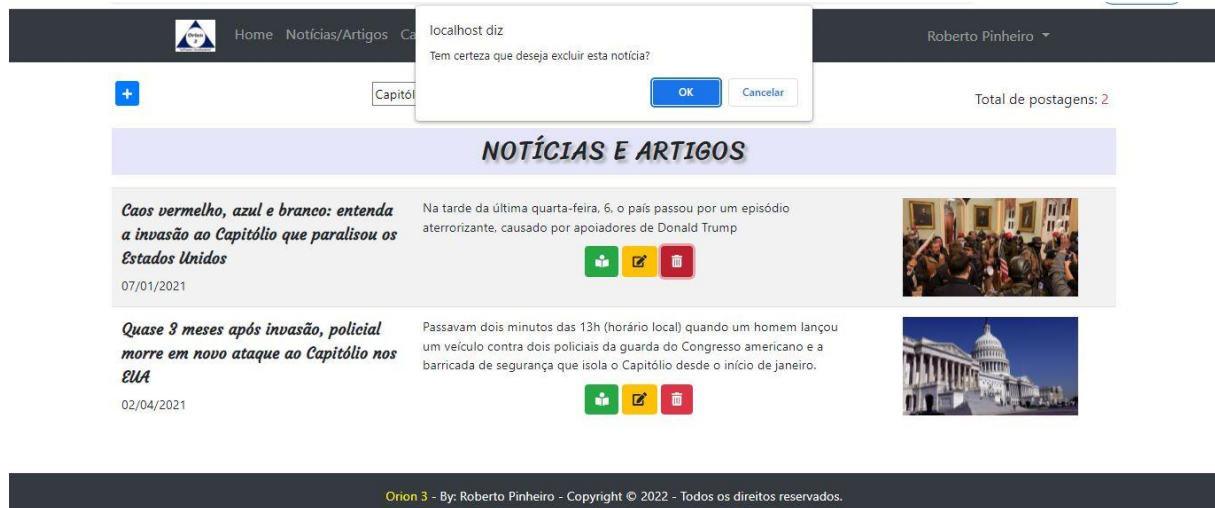 localhost diz
Tem certeza que deseja excluir esta notícia?
OK Cancelar
Orion 3
Home Notícias/Artigos Ca
Roberto Pinheiro
+
Capitól
Total de postagens: 2
NOTÍCIAS E ARTIGOS
Caos vermelho, azul e branco: entenda
a invasão ao Capitólio que paralisou os
Estados Unidos
07/01/2021
Na tarde da última quarta-feira, 6, o país passou por um episódio
aterrorizante, causado por apoiadores de Donald Trump
Quase 3 meses após invasão, policial
morre em novo ataque ao Capitólio nos
EUA
02/04/2021
Passavam dois minutos das 13h (horário local) quando um homem lançou
um veículo contra dois policiais da guarda do Congresso americano e a
barricada de segurança que isola o Capitólio desde o início de janeiro.
Orion 3 - By: Roberto Pinheiro - Copyright © 2022 - Todos os direitos reservados.